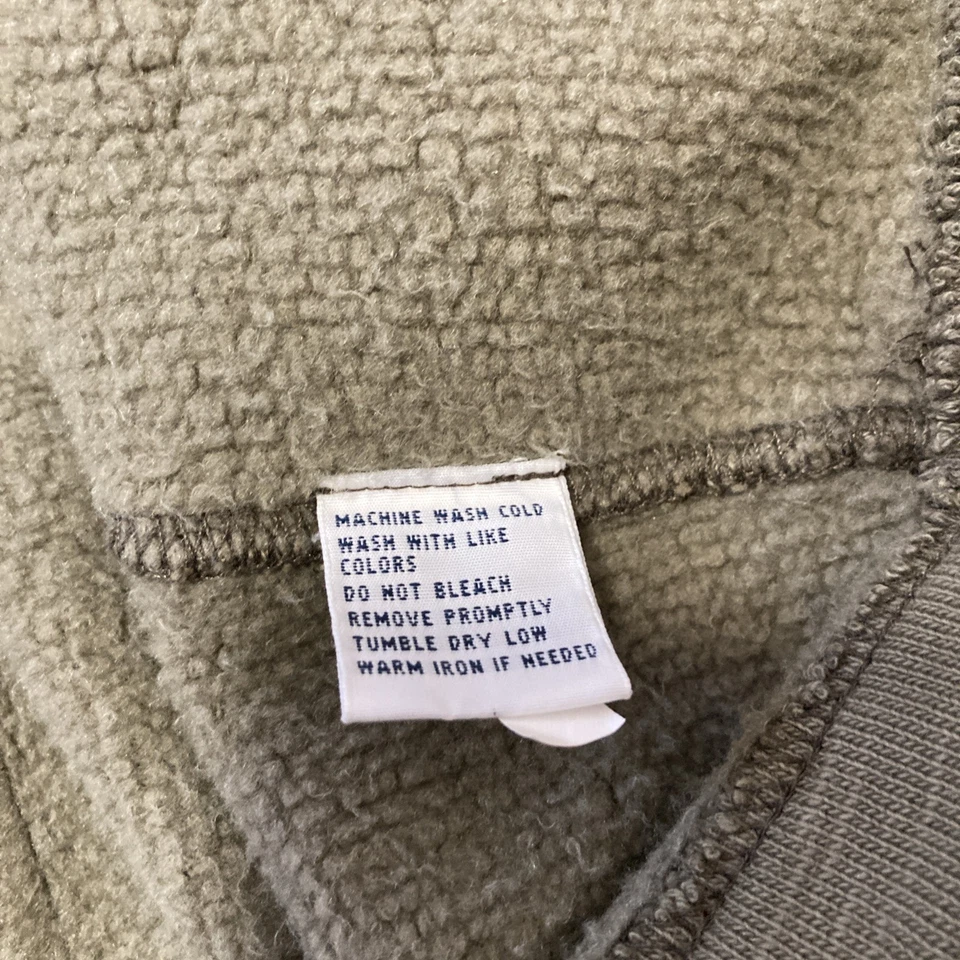 MACHINE WASH COLD
WASH WITH LIKE
COLORS
DO NOT BLEACH
REMOVE PROMPTLY
TUMBLE DRY LOW
WARM IRON IF NEEDED